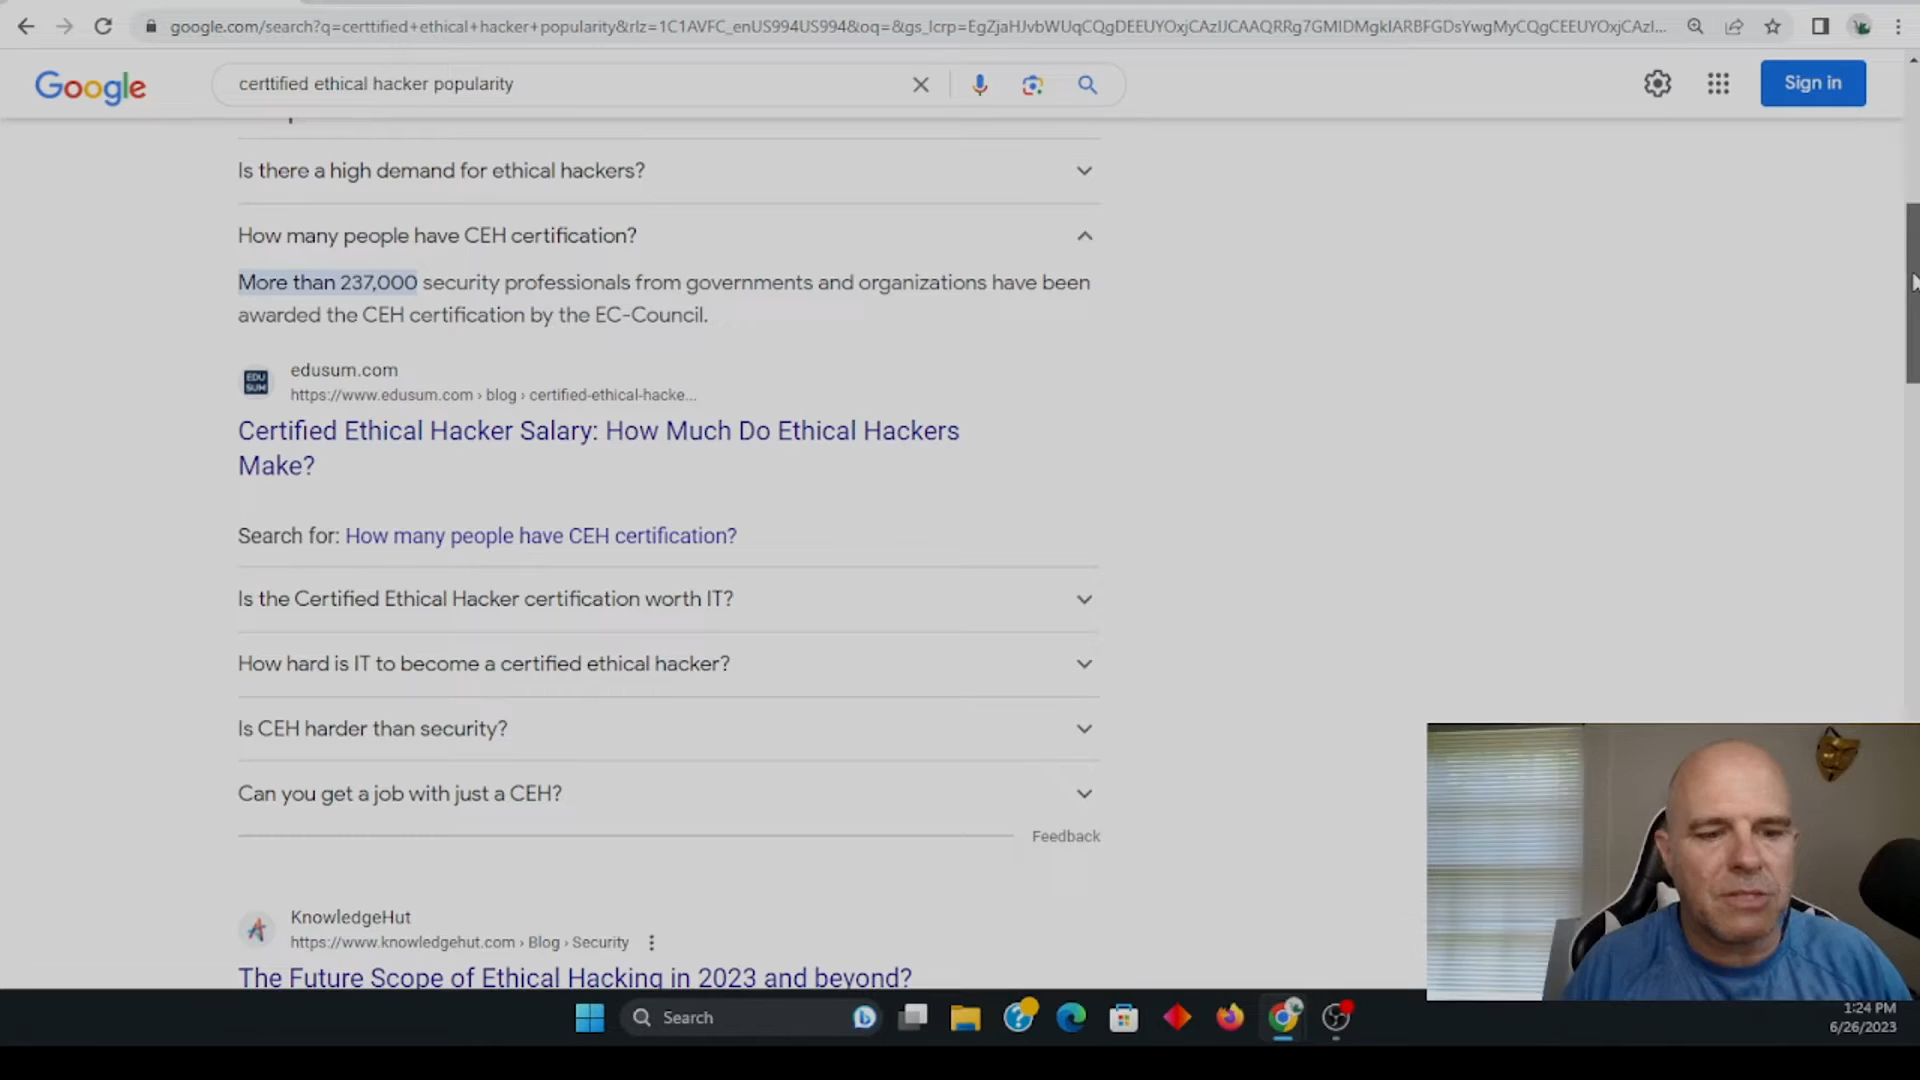 google.com/search?q=certtified+ethical+hacker+popularity&rlz=1C1AVFC_enUS994US994&oq=&gs_lcrp=EgZjaHJvbWUqCQgDEEUYOxjCAzIJCAAQRRg7GMIDMgkIARBFGDsYwgMyCQgCEEUYOxjCAzI...
Google
certtified ethical hacker popularity
Sign in
Is there a high demand for ethical hackers?
How many people have CEH certification?
More than 237,000 security professionals from governments and organizations have been
awarded the CEH certification by the EC-Council.
EDU
SUM
edusum.com
https://www.edusum.com › blog › certified-ethical-hacke...
Certified Ethical Hacker Salary: How Much Do Ethical Hackers
Make?
Search for: How many people have CEH certification?
Is the Certified Ethical Hacker certification worth IT?
How hard is IT to become a certified ethical hacker?
Is CEH harder than security?
Can you get a job with just a CEH?
Feedback
KnowledgeHut
https://www.knowledgehut.com › Blog › Security
The Future Scope of Ethical Hacking in 2023 and beyond?
Search
1:24 PM
6/26/2023